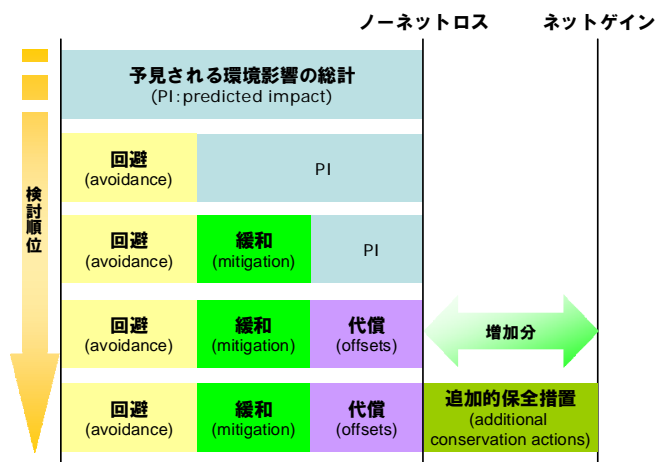 ノーネットロス ネットゲイン
予見される環境影響の総計
(PI:predicted impact)
検討順位
回避
(avoidance)
PI
回避
(avoidance)
緩和
(mitigation)
PI
回避
(avoidance)
緩和
(mitigation)
代償
(offsets)
増加分
回避
(avoidance)
緩和
(mitigation)
代償
(offsets)
追加的保全措置
(additional
conservation actions)